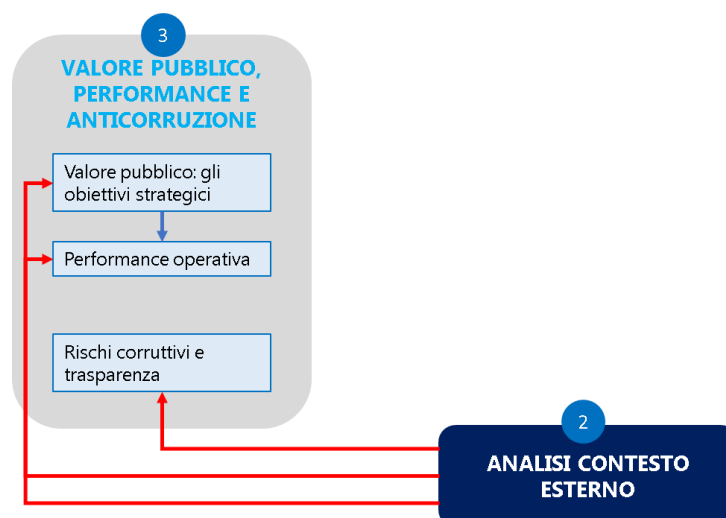 3
VALORE PUBBLICO,
PERFORMANCE E
ANTICORRUZIONE
Valore pubblico: gli
obiettivi strategici
Performance operativa
Rischi corruttivi e
trasparenza
2
ANALISI CONTESTO
ESTERNO